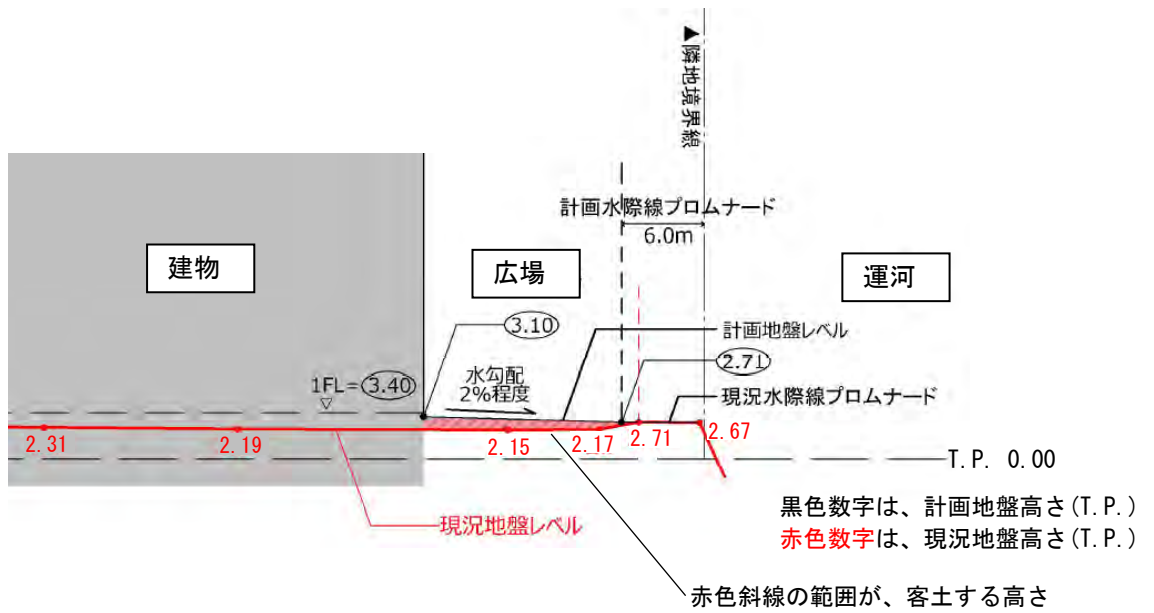 ▲隣地境界線
計画水際線プロムナード
6.0m
建物
広場
運河
3.10
計画地盤レベル
2.71
水勾配
2%程度
1FL=3.40
▽
現況水際線プロムナード
2.31
2.19
2.15
2.17
2.71
2.67
T.P. 0.00
現況地盤レベル
黒色数字は、計画地盤高さ(T.P.)
赤色数字は、現況地盤高さ(T.P.)
赤色斜線の範囲が、客土する高さ